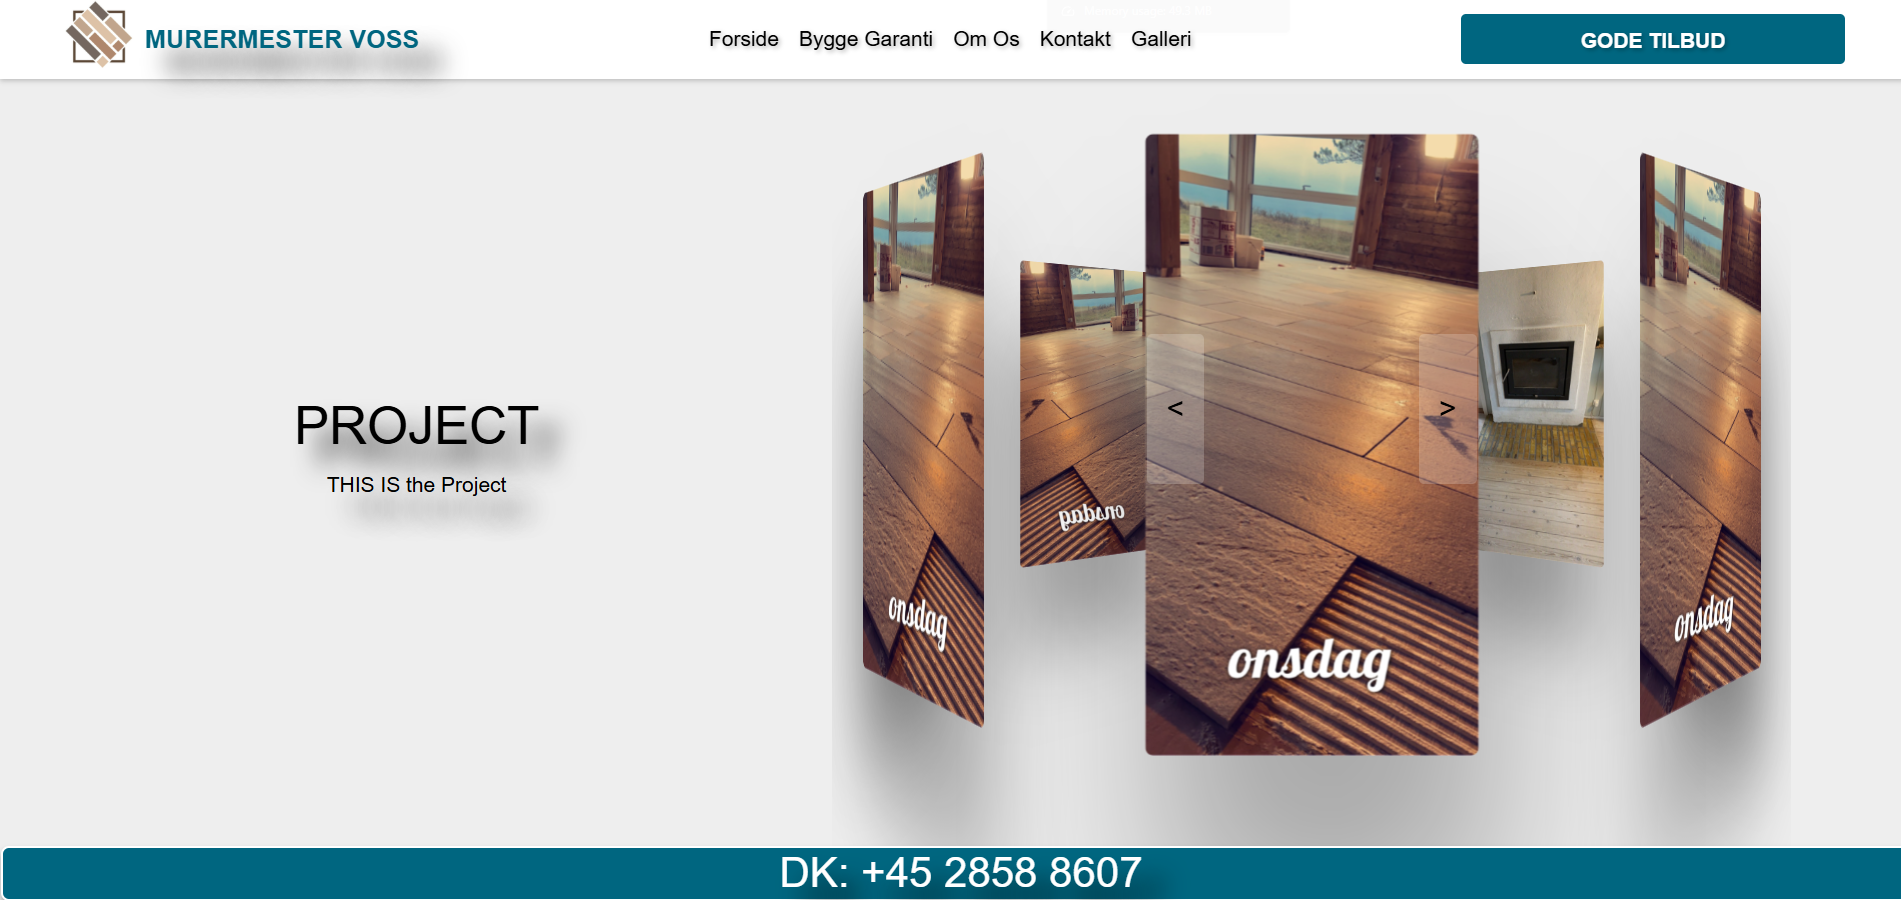 MURERMESTER VOSS
Forside Bygge Garanti Om Os Kontakt Galleri
GODE TILBUD
PROJECT
THIS IS the Project
onsdag
onsdag
<
onsdag
>
onsdag
DK: +45 2858 8607